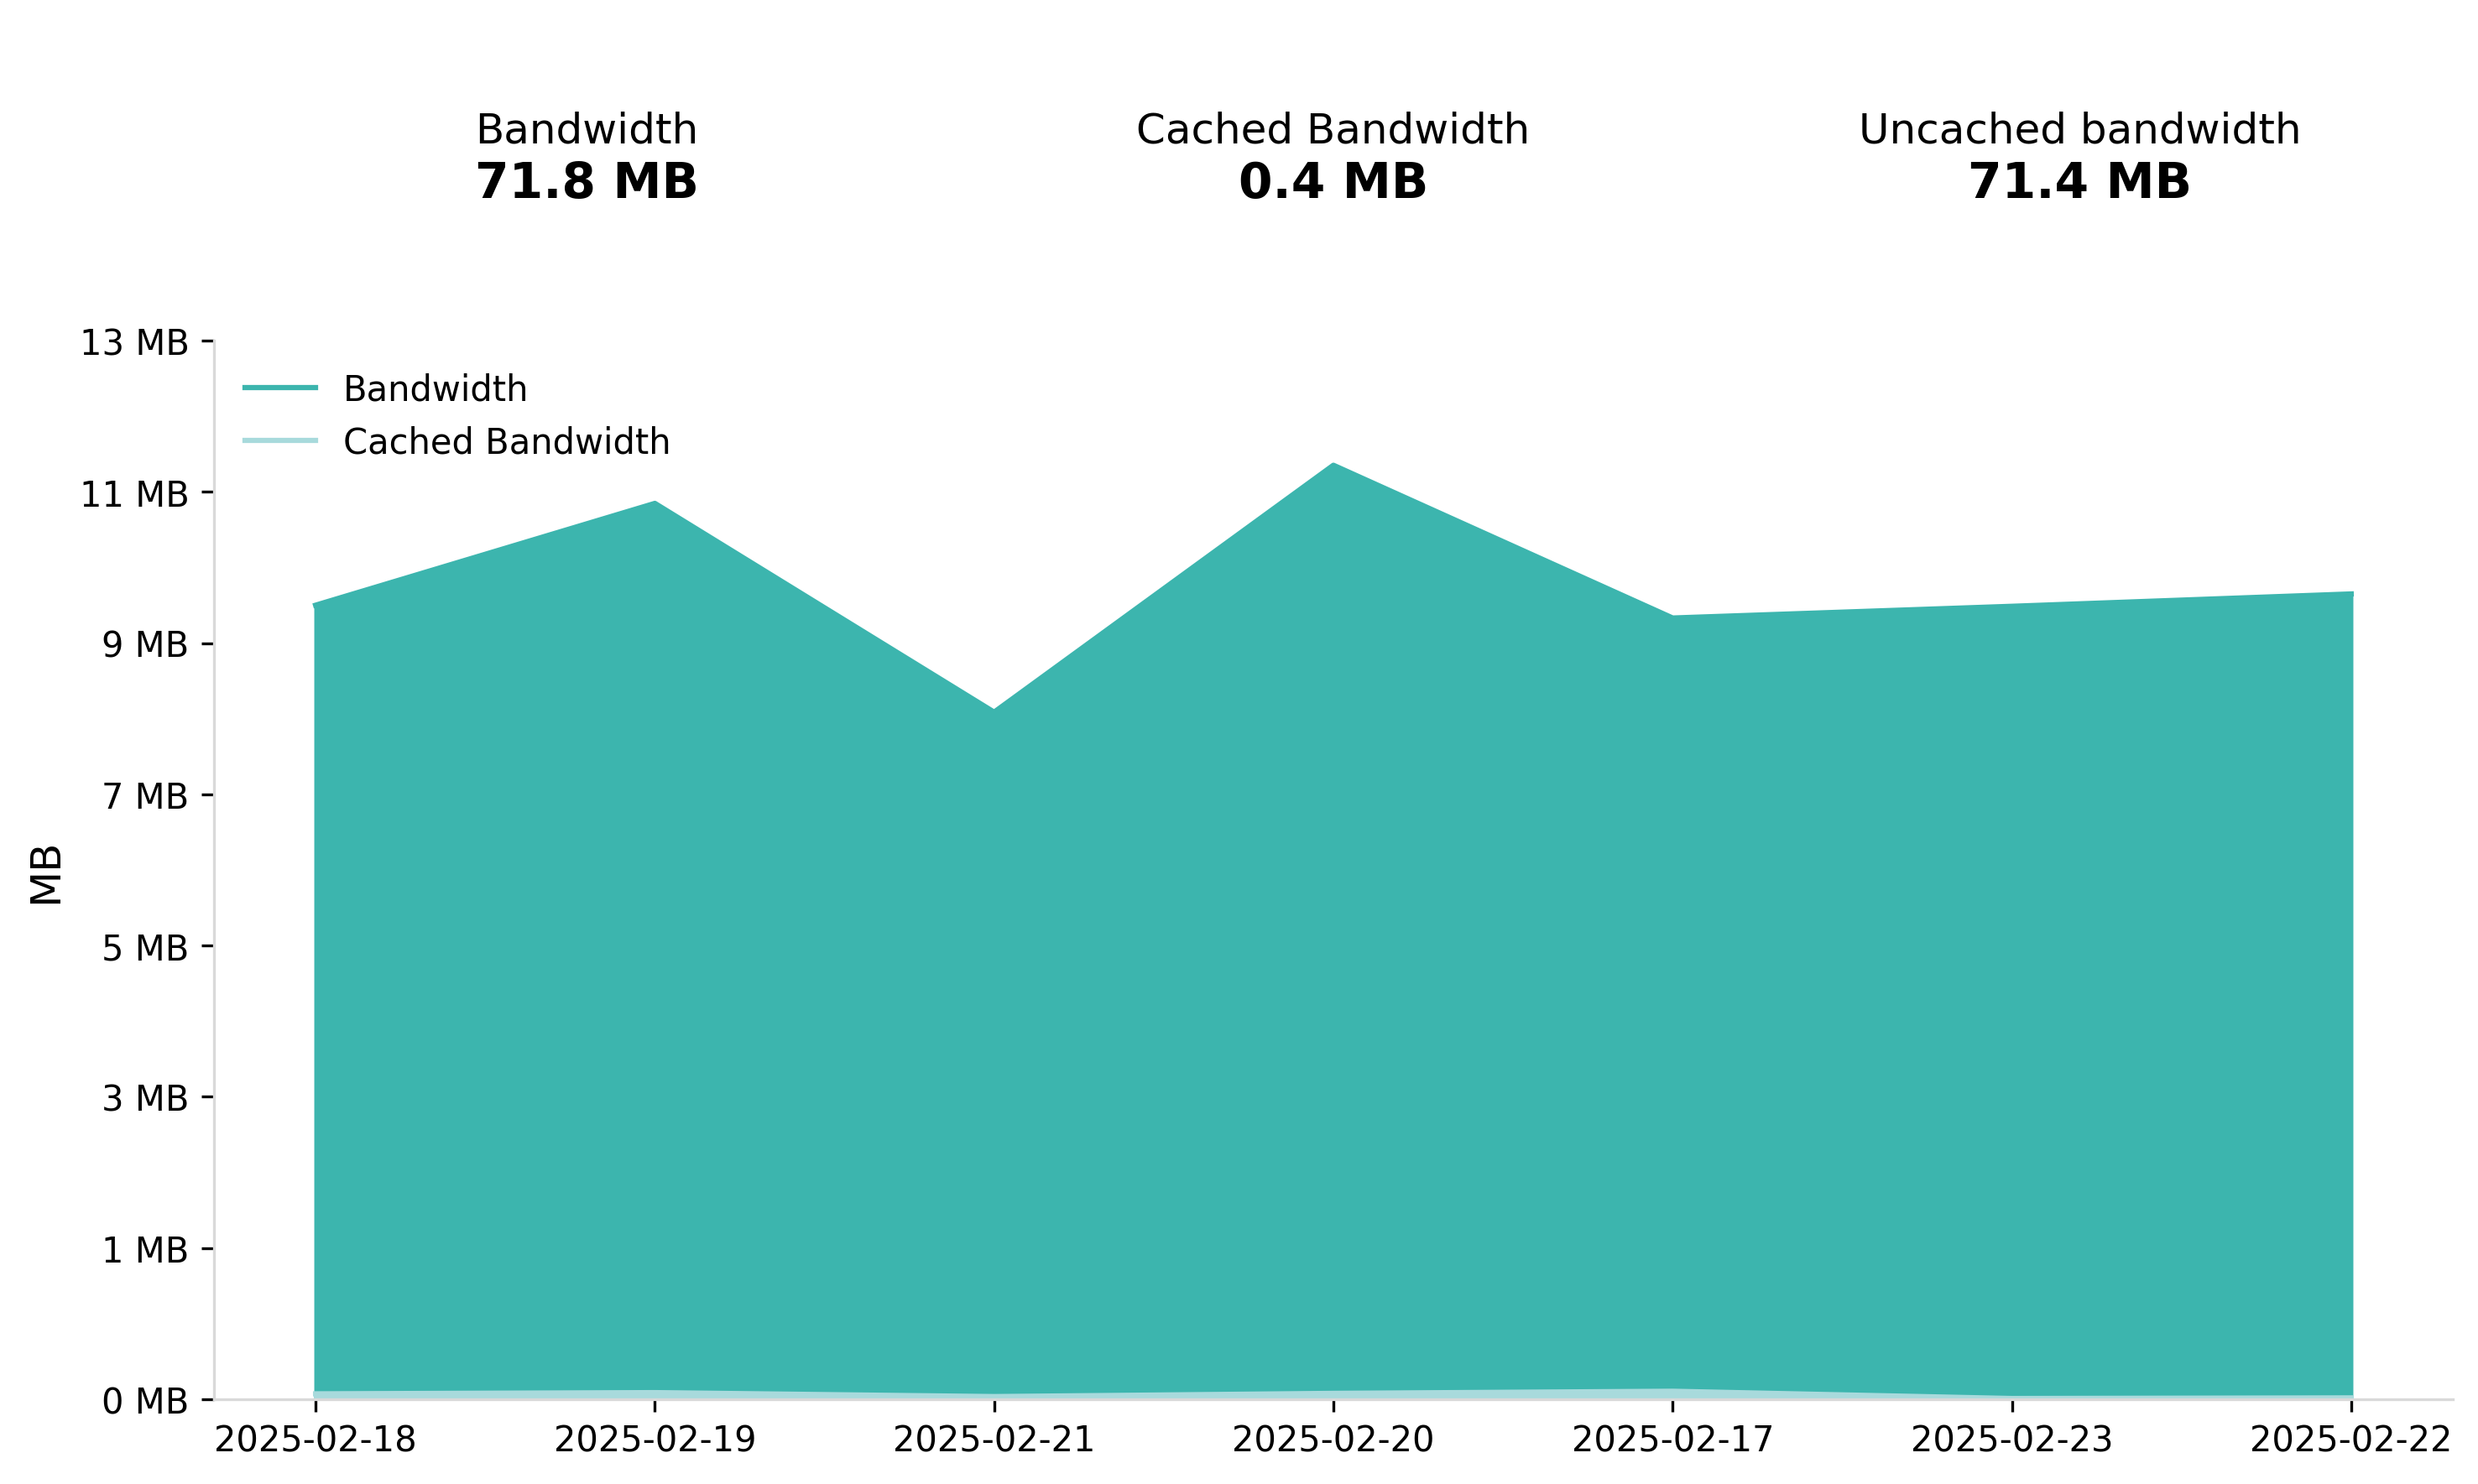 Bandwidth
71.8 MB
Cached Bandwidth
0.4 MB
Uncached bandwidth
71.4 MB
13 MB
11 MB
9 MB
7 MB
5 MB
3 MB
1 MB
0 MB
MB
Bandwidth
Cached Bandwidth
2025-02-18
2025-02-19
2025-02-21
2025-02-20
2025-02-17
2025-02-23
2025-02-22